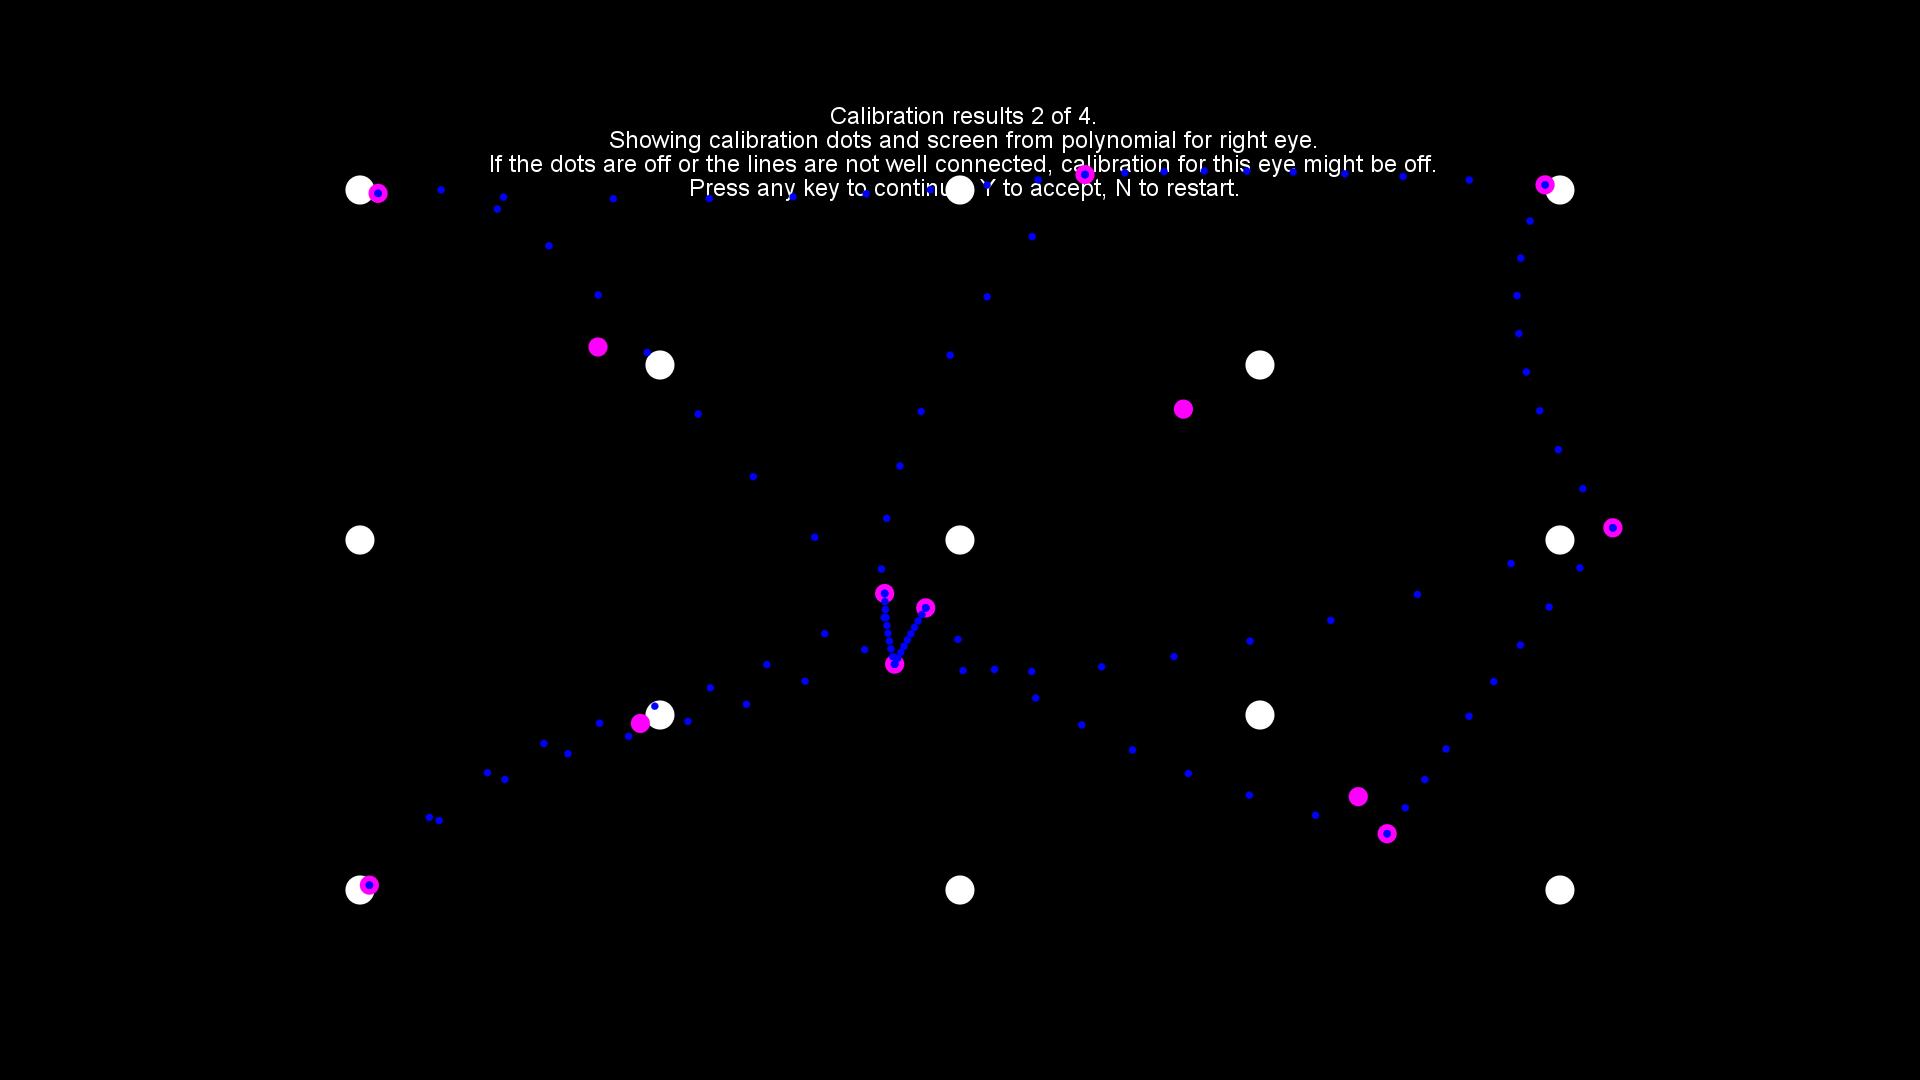 Calibration results 2 of 4.
Showing calibration dots and screen from polynomial for right eye.
If the dots are off or the lines are not well connected, calibration for this eye might be off.
Press any key to continu Y to accept, N to restart.